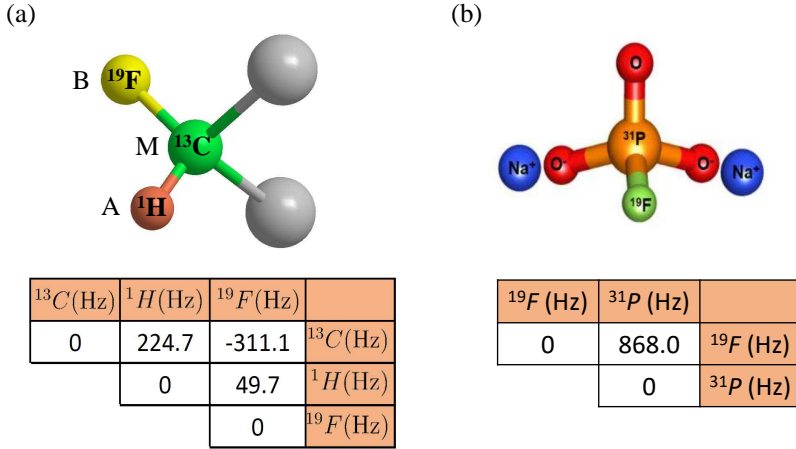 (a)
B ¹⁹F
M ¹³C
A ¹H
¹³C(Hz) ¹H(Hz) ¹⁹F(Hz)
0 224.7 -311.1 ¹³C(Hz)
0 49.7 ¹H(Hz)
0 ¹⁹F(Hz)
(b)
O
³¹P
Na⁺ O⁻ O⁻ Na⁺
¹⁹F
¹⁹F (Hz) ³¹P (Hz)
0 868.0 ¹⁹F (Hz)
0 ³¹P (Hz)